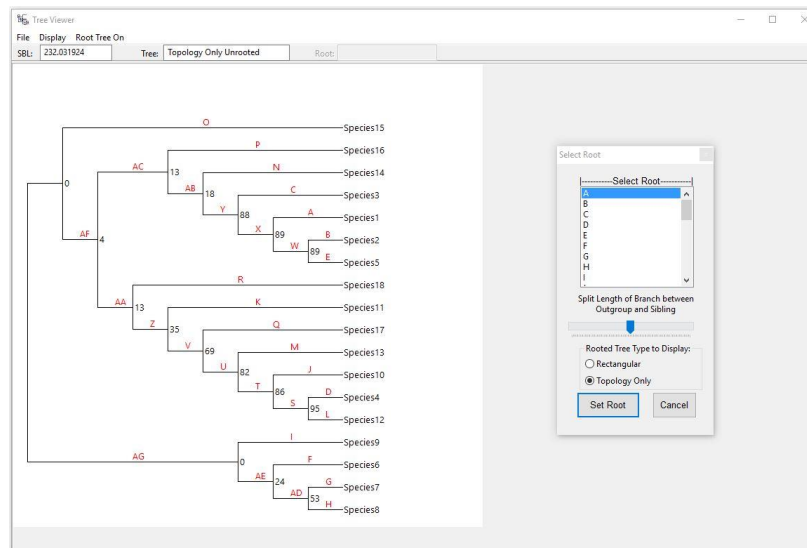 Tree Viewer
File Display Root Tree On
SBL: 232.031924 Tree: Topology Only Unrooted Root:
O
Species15
P
Species16
AC
13
N
Species14
0
AB
18
C
Species3
Y
88
A
Species1
X
89
B
Species2
AF
4
W
89
E
Species5
R
Species18
AA
13
K
Species11
Z
35
Q
Species17
V
69
M
Species13
U
82
J
Species10
T
86
D
Species4
S
95
L
Species12
I
Species9
AG
0
F
Species6
AE
24
G
Species7
AD
53
H
Species8
Select Root
|----------Select Root----------|
A
B
C
D
E
F
G
H
I
Split Length of Branch between
Outgroup and Sibling
Rooted Tree Type to Display:
Rectangular
Topology Only
Set Root Cancel